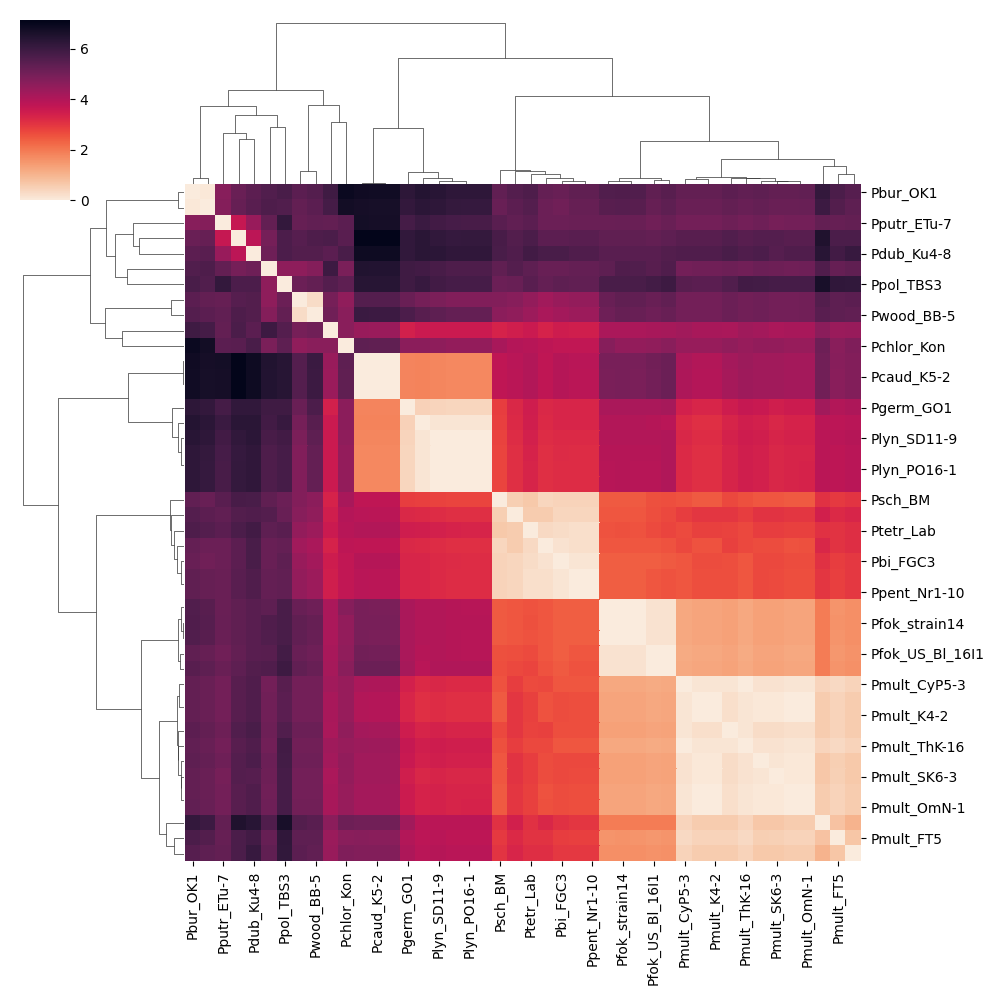 6
4
2
0
Pbur_OK1
Pputr_ETu-7
Pdub_Ku4-8
Ppol_TBS3
Pwood_BB-5
Pchlor_Kon
Pcaud_K5-2
Pgerm_GO1
Plyn_SD11-9
Plyn_PO16-1
Psch_BM
Ptetr_Lab
Pbi_FGC3
Ppent_Nr1-10
Pfok_strain14
Pfok_US_Bl_16I1
Pmult_CyP5-3
Pmult_K4-2
Pmult_ThK-16
Pmult_SK6-3
Pmult_OmN-1
Pmult_FT5
Pbur_OK1
Pputr_ETu-7
Pdub_Ku4-8
Ppol_TBS3
Pwood_BB-5
Pchlor_Kon
Pcaud_K5-2
Pgerm_GO1
Plyn_SD11-9
Plyn_PO16-1
Psch_BM
Ptetr_Lab
Pbi_FGC3
Ppent_Nr1-10
Pfok_strain14
Pfok_US_Bl_16I1
Pmult_CyP5-3
Pmult_K4-2
Pmult_ThK-16
Pmult_SK6-3
Pmult_OmN-1
Pmult_FT5